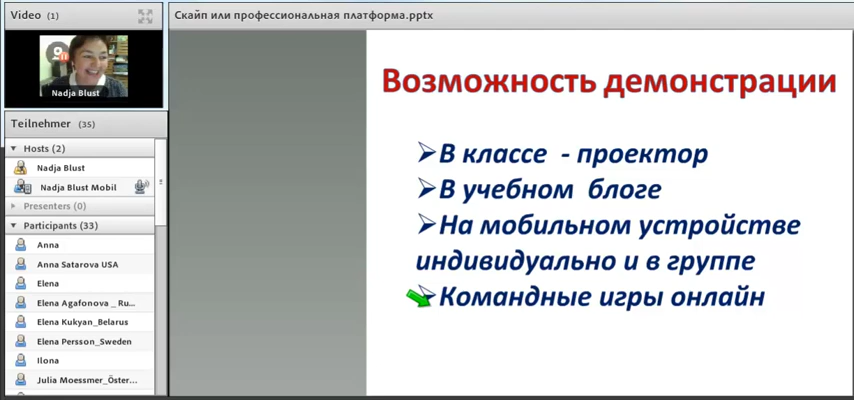 Video (1)
Nadja Blust
Teilnehmer (35)
Hosts (2)
Nadja Blust
Nadja Blust Mobil
Presenters (0)
Participants (33)
Anna
Anna Satarova USA
Elena
Elena Agafonova _ Ru...
Elena Kukyan_Belarus
Elena Persson_Sweden
Ilona
Julia Moessmer_Öster...
Скайп или профессиональная платформа.pptx
Возможность демонстрации
В классе - проектор
В учебном блоге
На мобильном устройстве
индивидуально и в группе
Командные игры онлайн